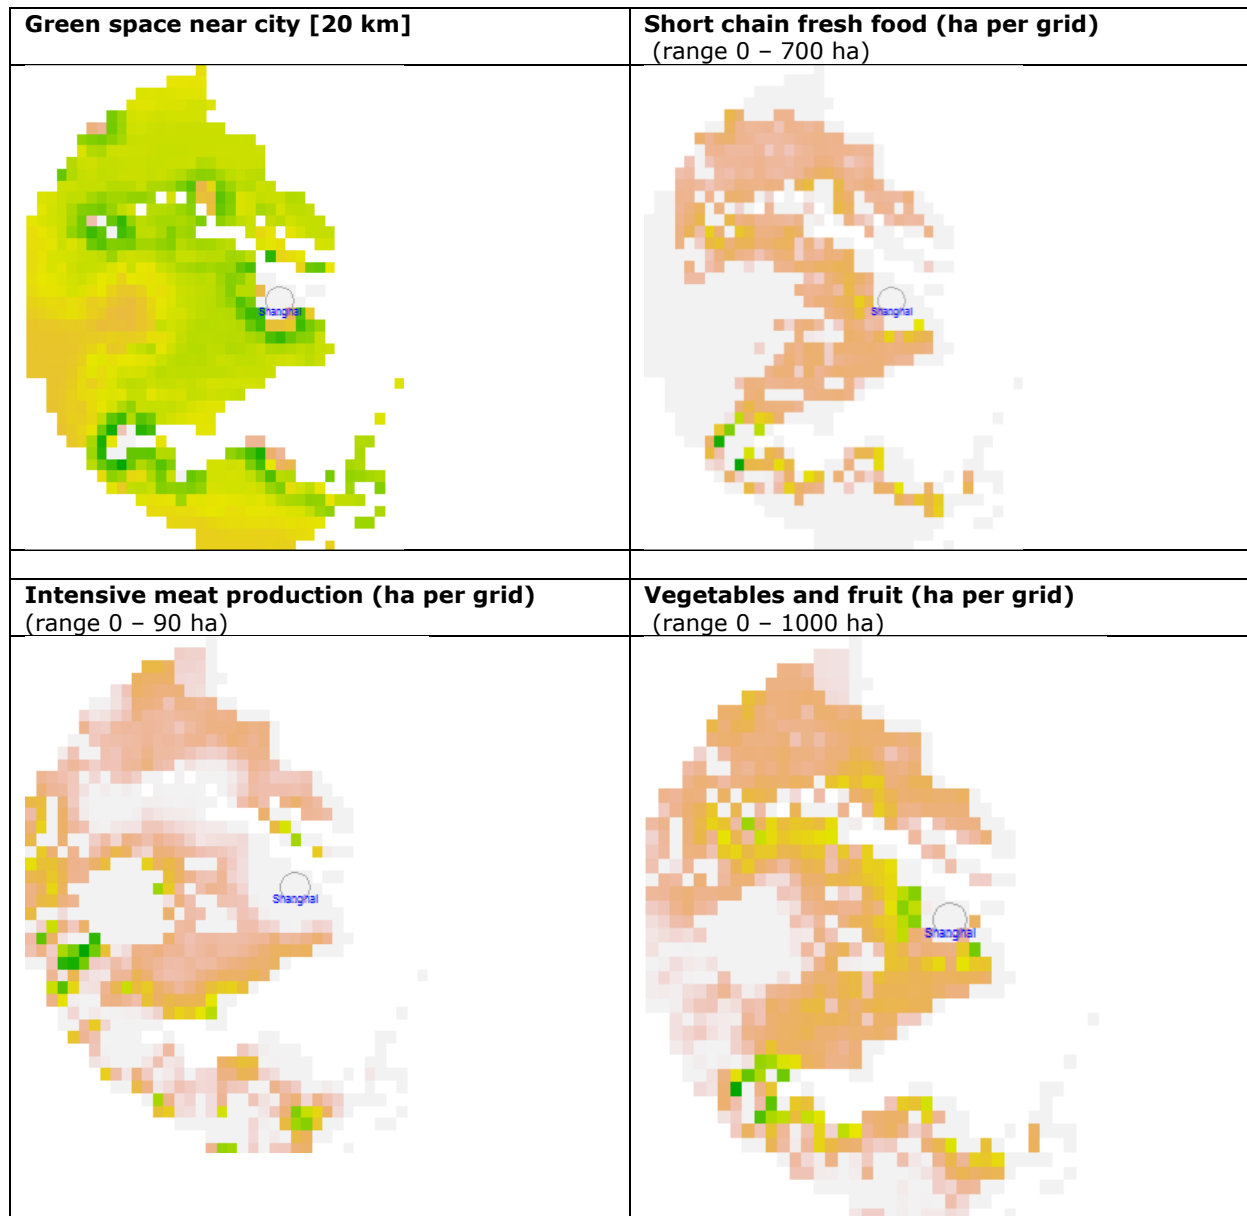 Green space near city [20 km]
Short chain fresh food (ha per grid)
(range 0 – 700 ha)
Shanghai
Shanghai
Intensive meat production (ha per grid)
(range 0 – 90 ha)
Vegetables and fruit (ha per grid)
(range 0 – 1000 ha)
Shanghai
Shanghai